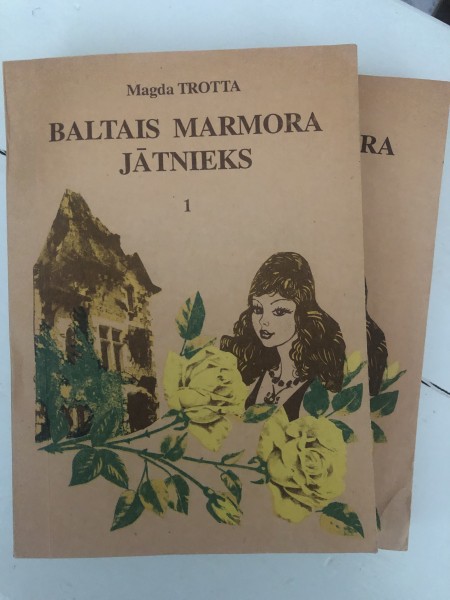 Magda TROTTA
BALTAIS MARMORA
JĀTNIEKS
1
RA